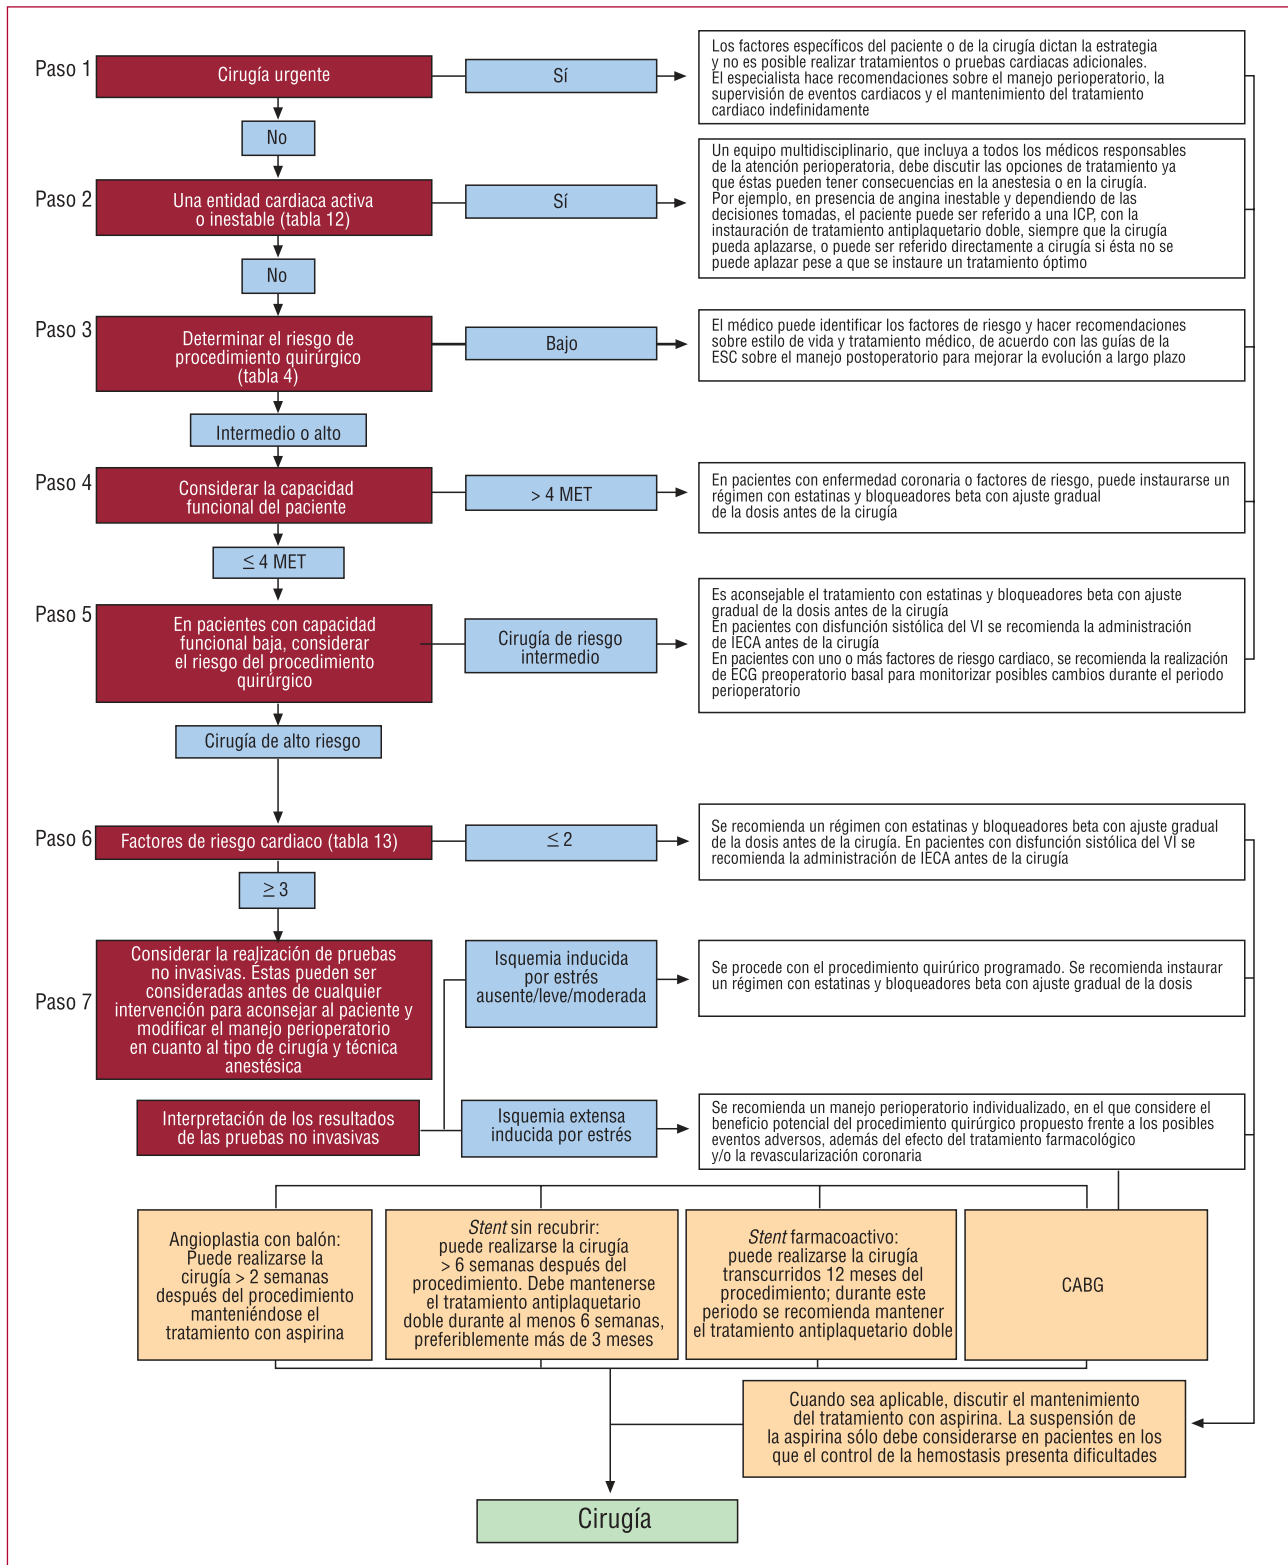 Paso 1
Cirugía urgente
Sí
Los factores específicos del paciente o de la cirugía dictan la estrategia
y no es posible realizar tratamientos o pruebas cardiacas adicionales.
El especialista hace recomendaciones sobre el manejo perioperatorio, la
supervisión de eventos cardiacos y el mantenimiento del tratamiento
cardiaco indefinidamente
No
Paso 2
Una entidad cardiaca activa
o inestable (tabla 12)
Sí
Un equipo multidisciplinario, que incluya a todos los médicos responsables
de la atención perioperatoria, debe discutir las opciones de tratamiento ya
que éstas pueden tener consecuencias en la anestesia o en la cirugía.
Por ejemplo, en presencia de angina inestable y dependiendo de las
decisiones tomadas, el paciente puede ser referido a una ICP, con la
instauración de tratamiento antiplaquetario doble, siempre que la cirugía
pueda aplazarse, o puede ser referido directamente a cirugía si ésta no se
puede aplazar pese a que se instaure un tratamiento óptimo
No
Paso 3
Determinar el riesgo de
procedimiento quirúrgico
(tabla 4)
Bajo
El médico puede identificar los factores de riesgo y hacer recomendaciones
sobre estilo de vida y tratamiento médico, de acuerdo con las guías de la
ESC sobre el manejo postoperatorio para mejorar la evolución a largo plazo
Intermedio o alto
Paso 4
Considerar la capacidad
funcional del paciente
> 4 MET
En pacientes con enfermedad coronaria o factores de riesgo, puede instaurarse un
régimen con estatinas y bloqueadores beta con ajuste gradual
de la dosis antes de la cirugía
≤ 4 MET
Paso 5
En pacientes con capacidad
funcional baja, considerar
el riesgo del procedimiento
quirúrgico
Cirugía de riesgo
intermedio
Es aconsejable el tratamiento con estatinas y bloqueadores beta con ajuste
gradual de la dosis antes de la cirugía
En pacientes con disfunción sistólica del VI se recomienda la administración
de IECA antes de la cirugía
En pacientes con uno o más factores de riesgo cardiaco, se recomienda la realización
de ECG preoperatorio basal para monitorizar posibles cambios durante el periodo
perioperatorio
Cirugía de alto riesgo
Paso 6
Factores de riesgo cardiaco (tabla 13)
≤ 2
Se recomienda un régimen con estatinas y bloqueadores beta con ajuste gradual
de la dosis antes de la cirugía. En pacientes con disfunción sistólica del VI se
recomienda la administración de IECA antes de la cirugía
≥ 3
Paso 7
Considerar la realización de pruebas
no invasivas. Éstas pueden ser
consideradas antes de cualquier
intervención para aconsejar al paciente y
modificar el manejo perioperatorio
en cuanto al tipo de cirugía y técnica
anestésica
Isquemia inducida
por estrés
ausente/leve/moderada
Se procede con el procedimiento quirúrico programado. Se recomienda instaurar
un régimen con estatinas y bloqueadores beta con ajuste gradual de la dosis
Interpretación de los resultados
de las pruebas no invasivas
Isquemia extensa
inducida por estrés
Se recomienda un manejo perioperatorio individualizado, en el que considere el
beneficio potencial del procedimiento quirúrgico propuesto frente a los posibles
eventos adversos, además del efecto del tratamiento farmacológico
y/o la revascularización coronaria
Angioplastia con balón:
Puede realizarse la
cirugía > 2 semanas
después del procedimiento
manteniéndose el
tratamiento con aspirina
Stent sin recubrir:
puede realizarse la cirugía
> 6 semanas después del
procedimiento. Debe mantenerse
el tratamiento antiplaquetario
doble durante al menos 6 semanas,
preferiblemente más de 3 meses
Stent farmacoactivo:
puede realizarse la cirugía
transcurridos 12 meses del
procedimiento; durante este
periodo se recomienda mantener
el tratamiento antiplaquetario doble
CABG
Cuando sea aplicable, discutir el mantenimiento
del tratamiento con aspirina. La suspensión de
la aspirina sólo debe considerarse en pacientes en los
que el control de la hemostasis presenta dificultades
Cirugía